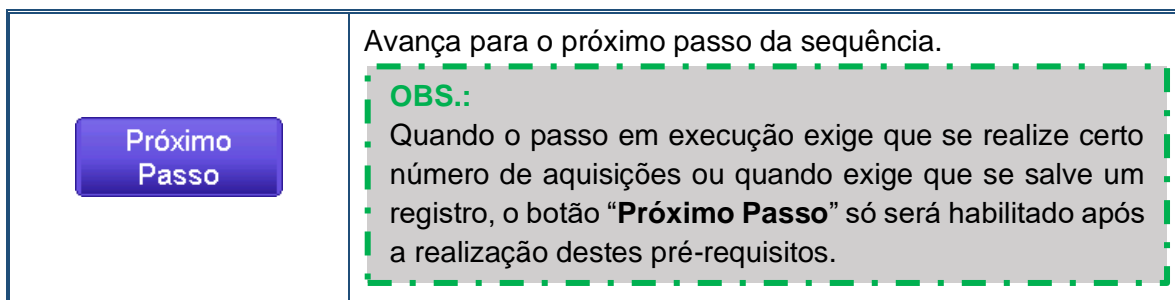 Próximo
Passo
Avança para o próximo passo da sequência.
OBS.:
Quando o passo em execução exige que se realize certo
número de aquisições ou quando exige que se salve um
registro, o botão “Próximo Passo” só será habilitado após
a realização destes pré-requisitos.